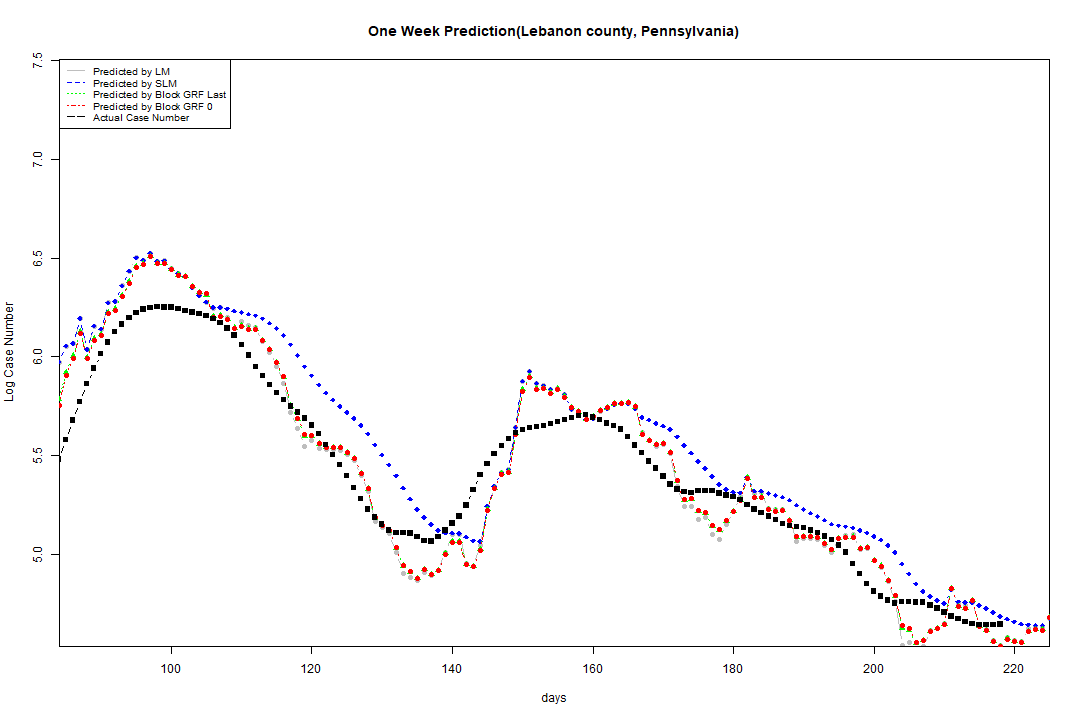 One Week Prediction(Lebanon county, Pennsylvania)
Predicted by LM
Predicted by SLM
Predicted by Block GRF Last
Predicted by Block GRF 0
Actual Case Number
7.5
7.0
6.5
6.0
5.5
5.0
Log Case Number
100 120 140 160 180 200 220
days